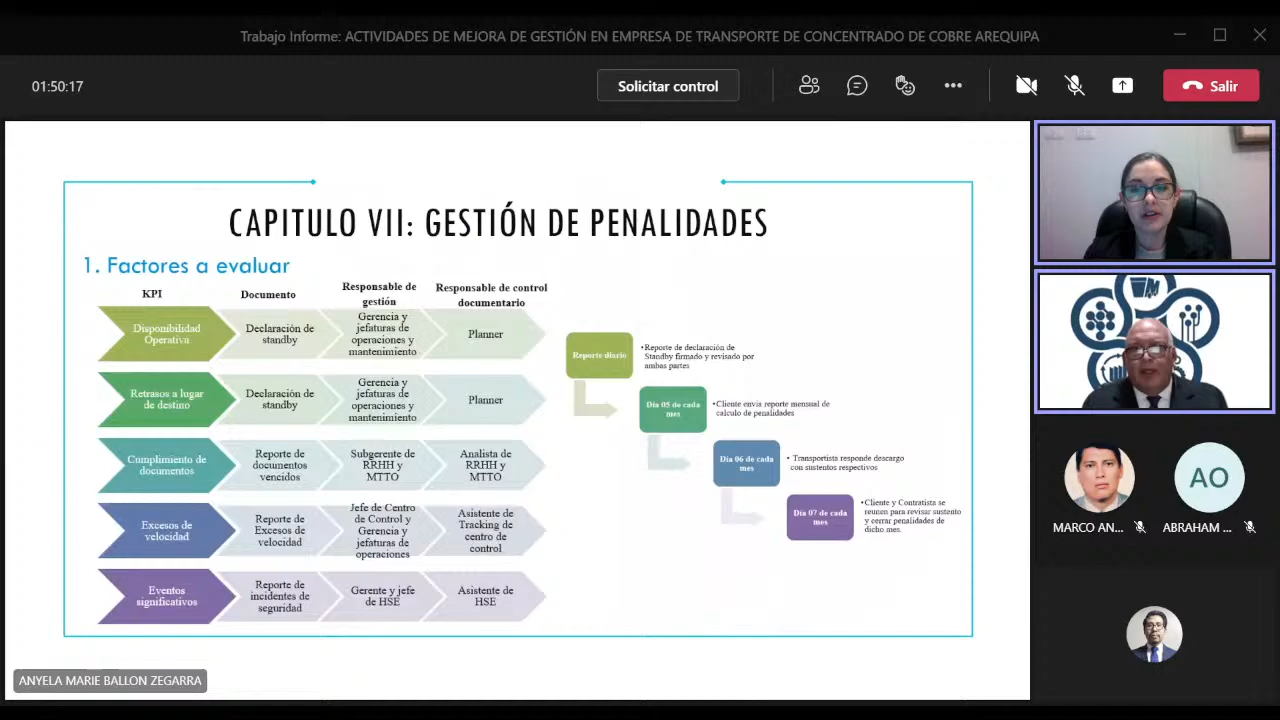 Trabajo Informe: ACTIVIDADES DE MEJORA DE GESTIÓN EN EMPRESA DE TRANSPORTE DE CONCENTRADO DE COBRE AREQUIPA
01:50:17
Solicitar control
Salir
CAPITULO VII: GESTIÓN DE PENALIDADES
1. Factores a evaluar
KPI
Documento
Responsable de
gestión
Responsable de control
documentario
Disponibilidad
Operativa
Declaración de
standby
Gerencia y
jefaturas de
operaciones y
mantenimiento
Planner
Retrasos a lugar
de destino
Declaración de
standby
Gerencia y
jefaturas de
operaciones y
mantenimiento
Planner
Cumplimiento de
documentos
Reporte de
documentos
vencidos
Subgerente de
RRHH y
MTTO
Analista de
RRHH y
MTTO
Excesos de
velocidad
Reporte de
Excesos de
velocidad
Jefe de Centro
de Control y
Gerencia y
jefaturas de
operaciones
Asistente de
Tracking de
centro de
control
Eventos
significativos
Reporte de
incidentes de
seguridad
Gerente y jefe
de HSE
Asistente de
HSE
Reporte diario
•Reporte de declaración de
Standby firmado y revisado por
ambas partes
Día 05 de cada
mes
•Cliente envia reporte mensual de
calculo de penalidades
Día 06 de cada
mes
• Transportista responde descargo
con sustentos respectivos
Día 07 de cada
mes
•Cliente y Contratista se
reunen para revisar sustento
y cerrar penalidades de
dicho mes.
ANYELA MARIE BALLON ZEGARRA
AO
MARCO AN...
ABRAHAM ...